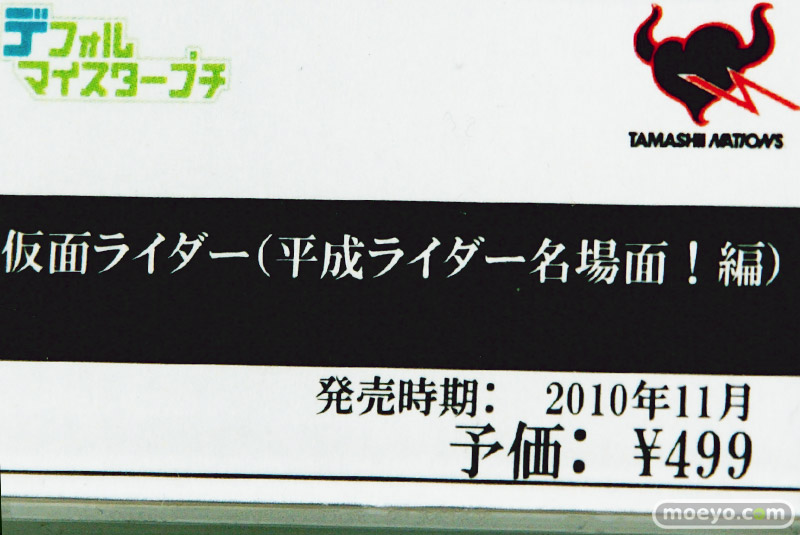 デフォル
マイスタープチ
TAMASHII NATIONS
仮面ライダー(平成ライダー名場面！編)
発売時期： 2010年11月
予価：¥499
moeyo.com